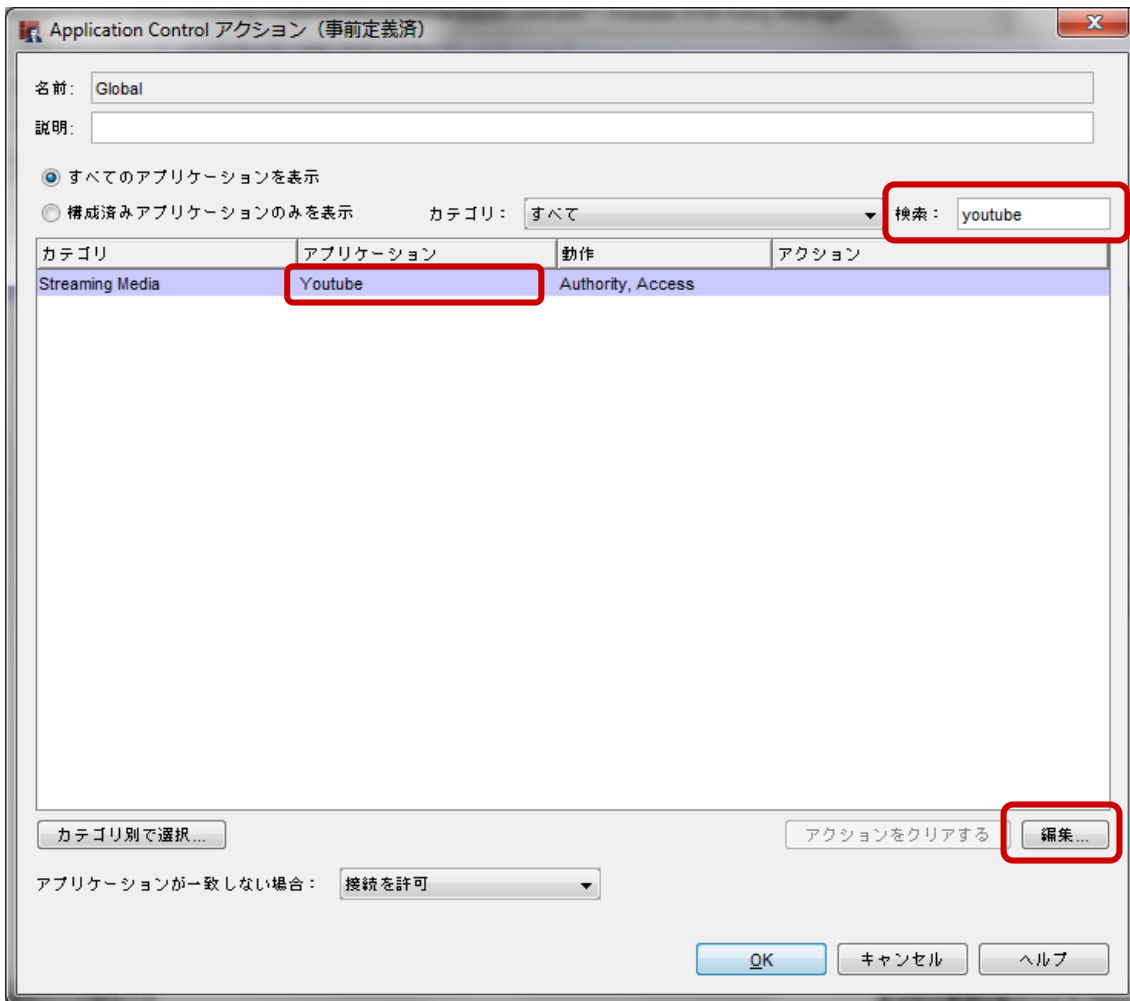 Application Control アクション（事前定義済）
名前: Global
説明:
すべてのアプリケーションを表示
構成済みアプリケーションのみを表示 カテゴリ： すべて 検索： youtube
カテゴリ アプリケーション 動作 アクション
Streaming Media Youtube Authority, Access
カテゴリ別で選択... アクションをクリアする 編集...
アプリケーションが一致しない場合： 接続を許可
OK キャンセル ヘルプ